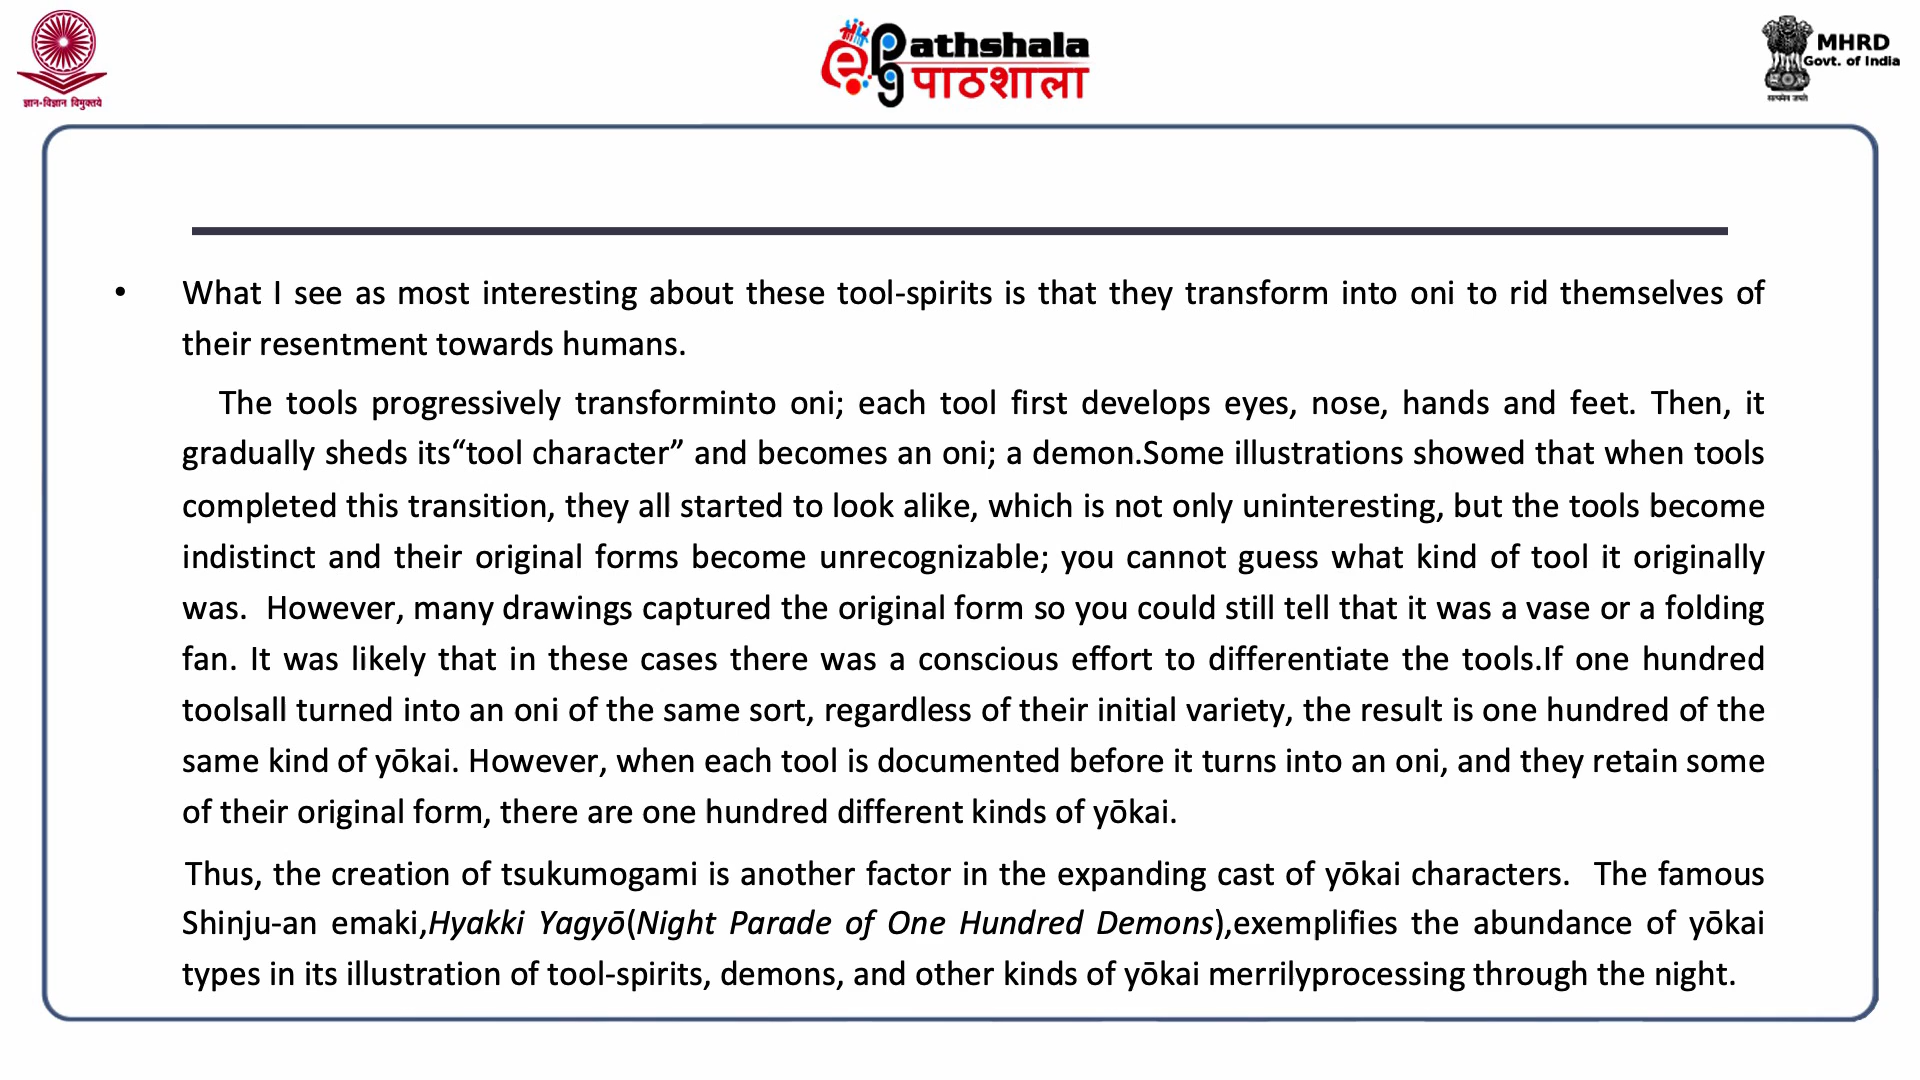 ज्ञान-विज्ञान विमुक्तये
e Pg athshala
पाठशाला
MHRD
Govt. of India
सत्यमेव जयते
• What I see as most interesting about these tool-spirits is that they transform into oni to rid themselves of
their resentment towards humans.
The tools progressively transforminto oni; each tool first develops eyes, nose, hands and feet. Then, it
gradually sheds its“tool character” and becomes an oni; a demon.Some illustrations showed that when tools
completed this transition, they all started to look alike, which is not only uninteresting, but the tools become
indistinct and their original forms become unrecognizable; you cannot guess what kind of tool it originally
was.  However, many drawings captured the original form so you could still tell that it was a vase or a folding
fan. It was likely that in these cases there was a conscious effort to differentiate the tools.If one hundred
toolsall turned into an oni of the same sort, regardless of their initial variety, the result is one hundred of the
same kind of yōkai. However, when each tool is documented before it turns into an oni, and they retain some
of their original form, there are one hundred different kinds of yōkai.
Thus, the creation of tsukumogami is another factor in the expanding cast of yōkai characters.  The famous
Shinju-an emaki,Hyakki Yagyō(Night Parade of One Hundred Demons),exemplifies the abundance of yōkai
types in its illustration of tool-spirits, demons, and other kinds of yōkai merrilyprocessing through the night.